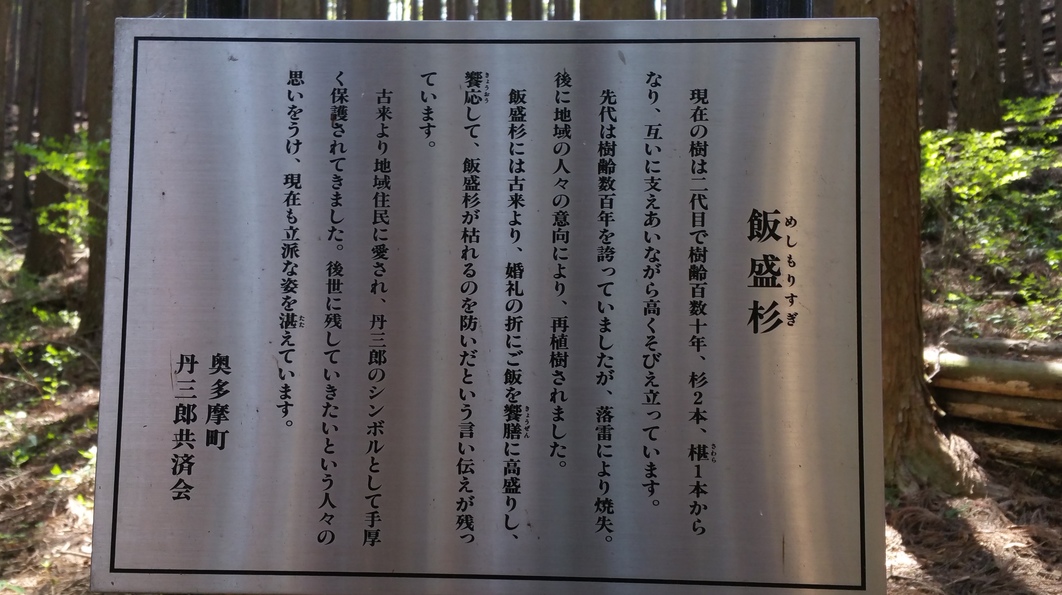 飯盛杉
めしもりすぎ
現在の樹は二代目で樹齢百数十年、杉2本、椹1本から
さわら
なり、互いに支えあいながら高くそびえ立っています。
先代は樹齢数百年を誇っていましたが、落雷により焼失。
後に地域の人々の意向により、再植樹されました。
飯盛杉には古来より、婚礼の折にご飯を饗膳に高盛りし、
きょうぜん
饗応して、飯盛杉が枯れるのを防いだという言い伝えが残っ
きょうおう
ています。
古来より地域住民に愛され、丹三郎のシンボルとして手厚
く保護されてきました。後世に残していきたいという人々の
思いをうけ、現在も立派な姿を湛えています。
たた
奥多摩町
丹三郎共済会